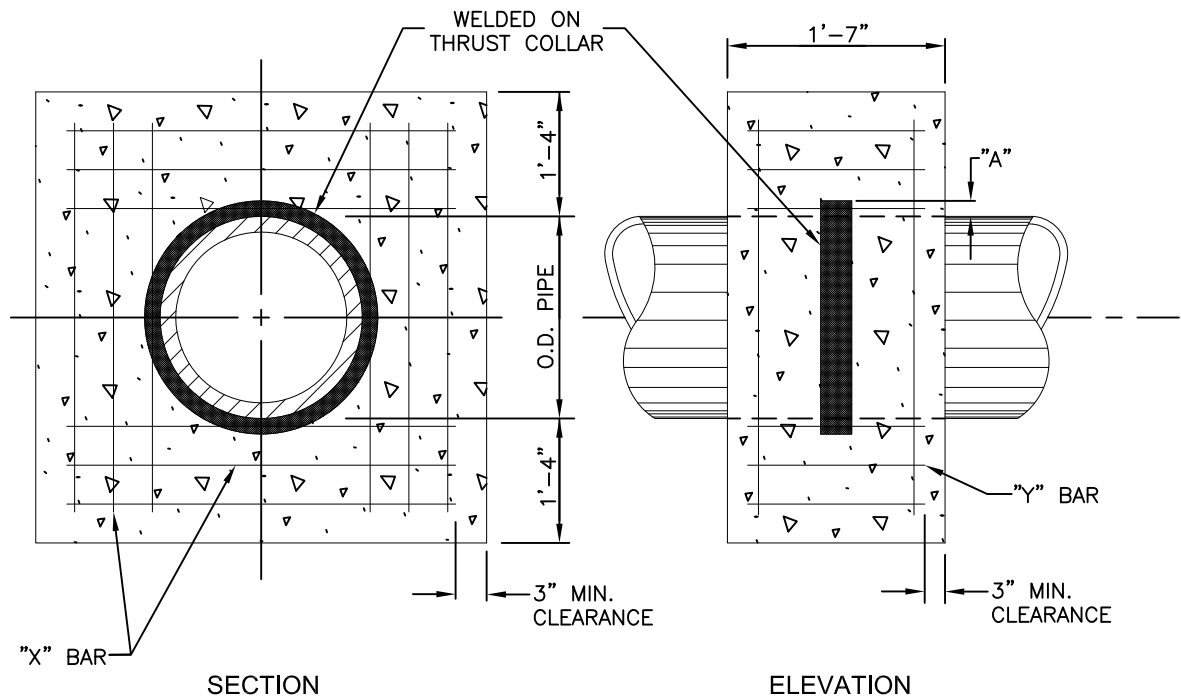 WELDED ON
THRUST COLLAR
1'-7"
1'-4"
"A"
O.D. PIPE
1'-4"
"Y" BAR
3" MIN.
CLEARANCE
3" MIN.
CLEARANCE
"X" BAR
SECTION
ELEVATION